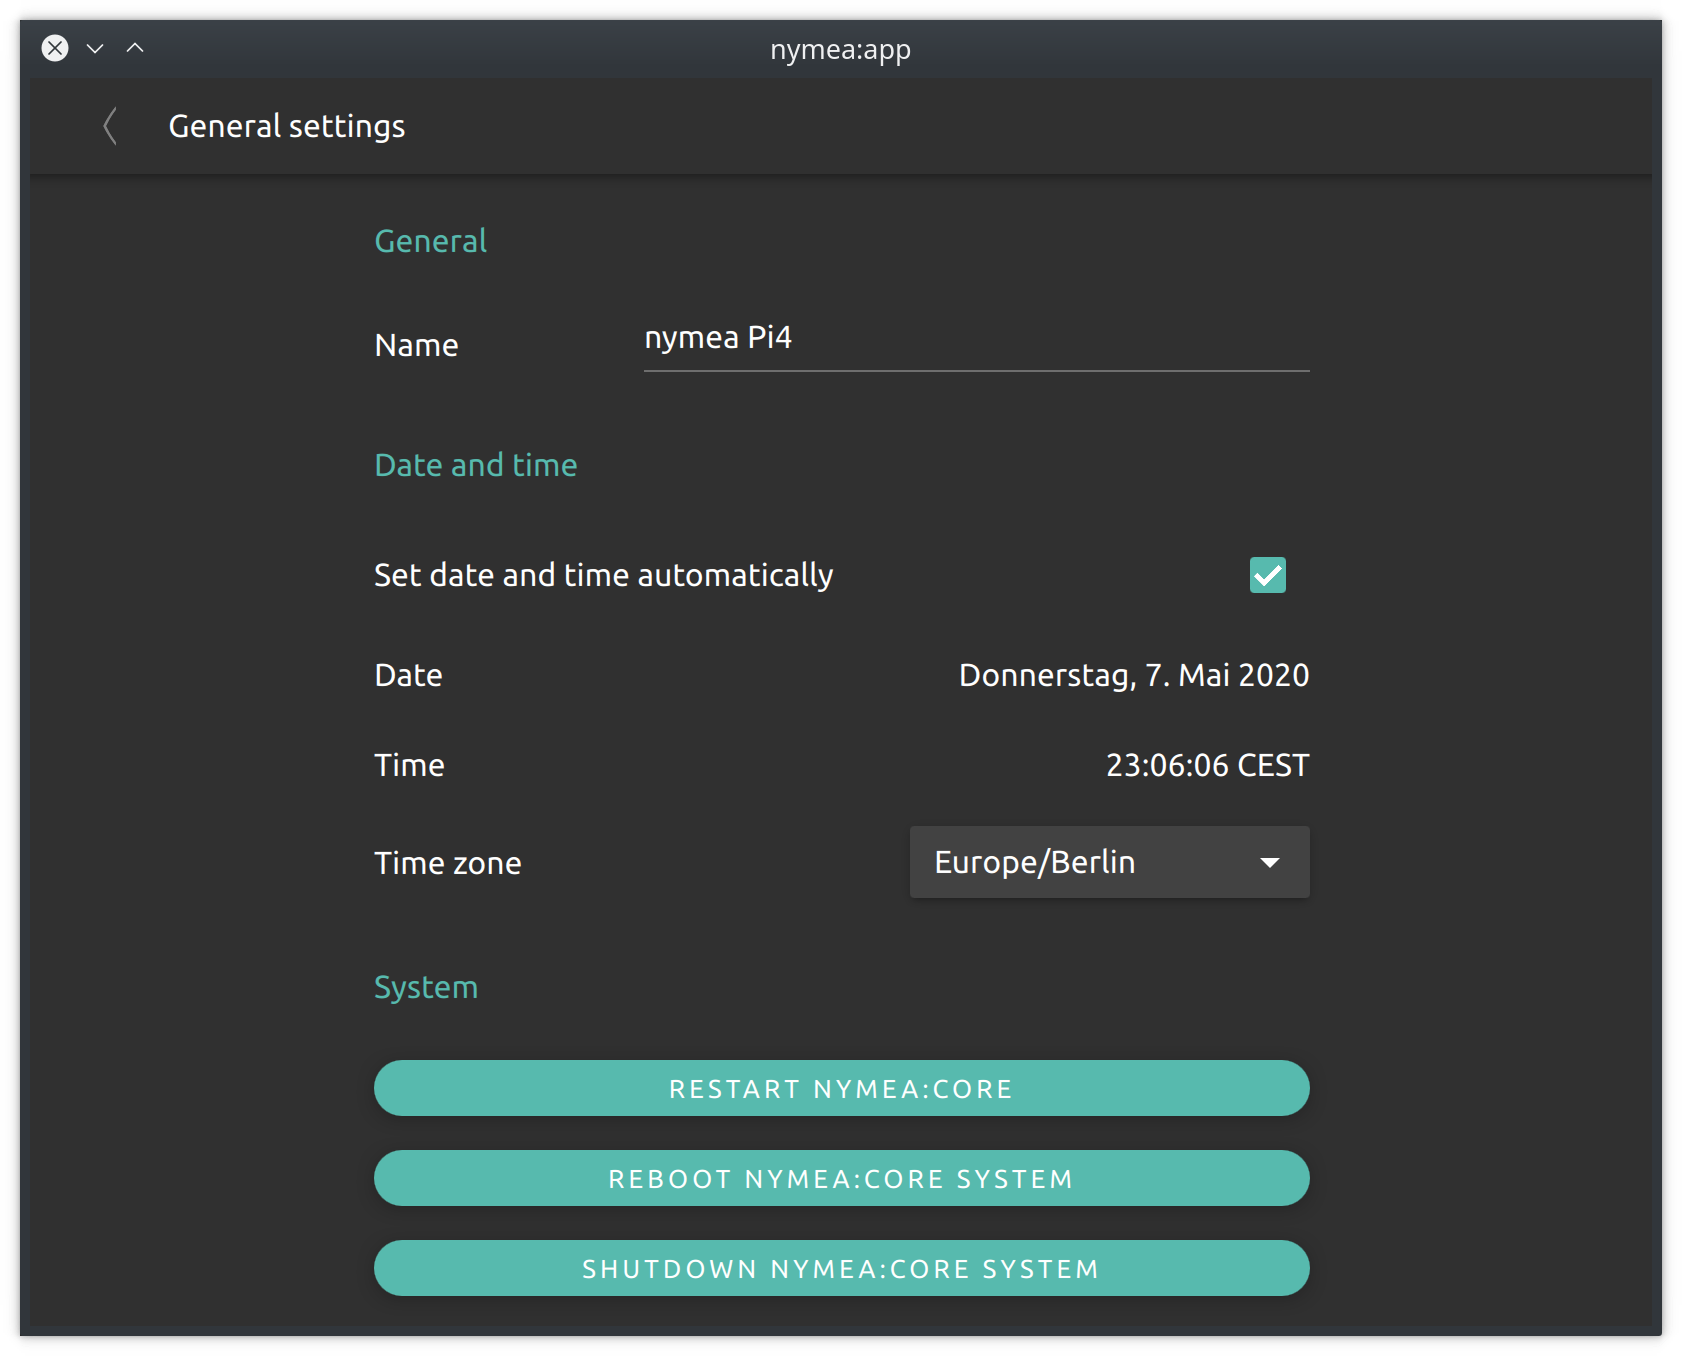 nymea:app
General settings
General
Name nymea Pi4
Date and time
Set date and time automatically
Date Donnerstag, 7. Mai 2020
Time 23:06:06 CEST
Time zone Europe/Berlin
System
RESTART NYMEA:CORE
REBOOT NYMEA:CORE SYSTEM
SHUTDOWN NYMEA:CORE SYSTEM